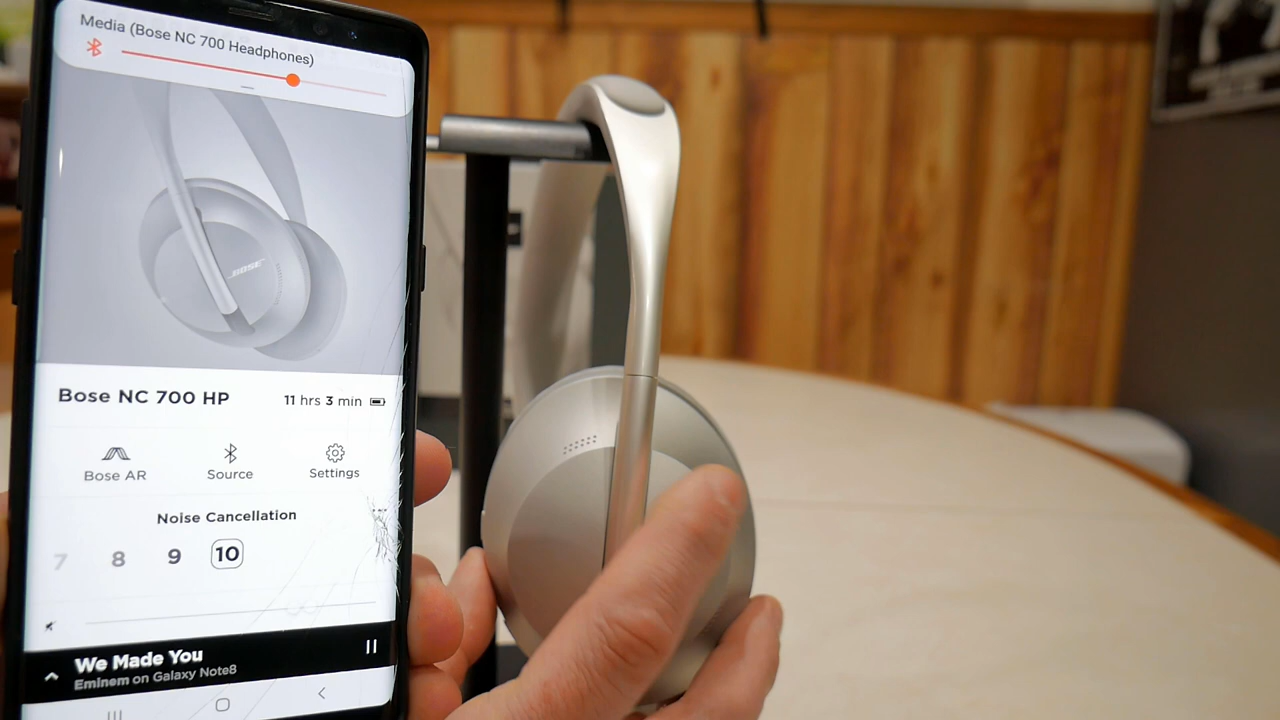 Media (Bose NC 700 Headphones)
BOSE
Bose NC 700 HP
11 hrs 3 min
Bose AR
Source
Settings
Noise Cancellation
7 8 9 10
We Made You
Eminem on Galaxy Note8